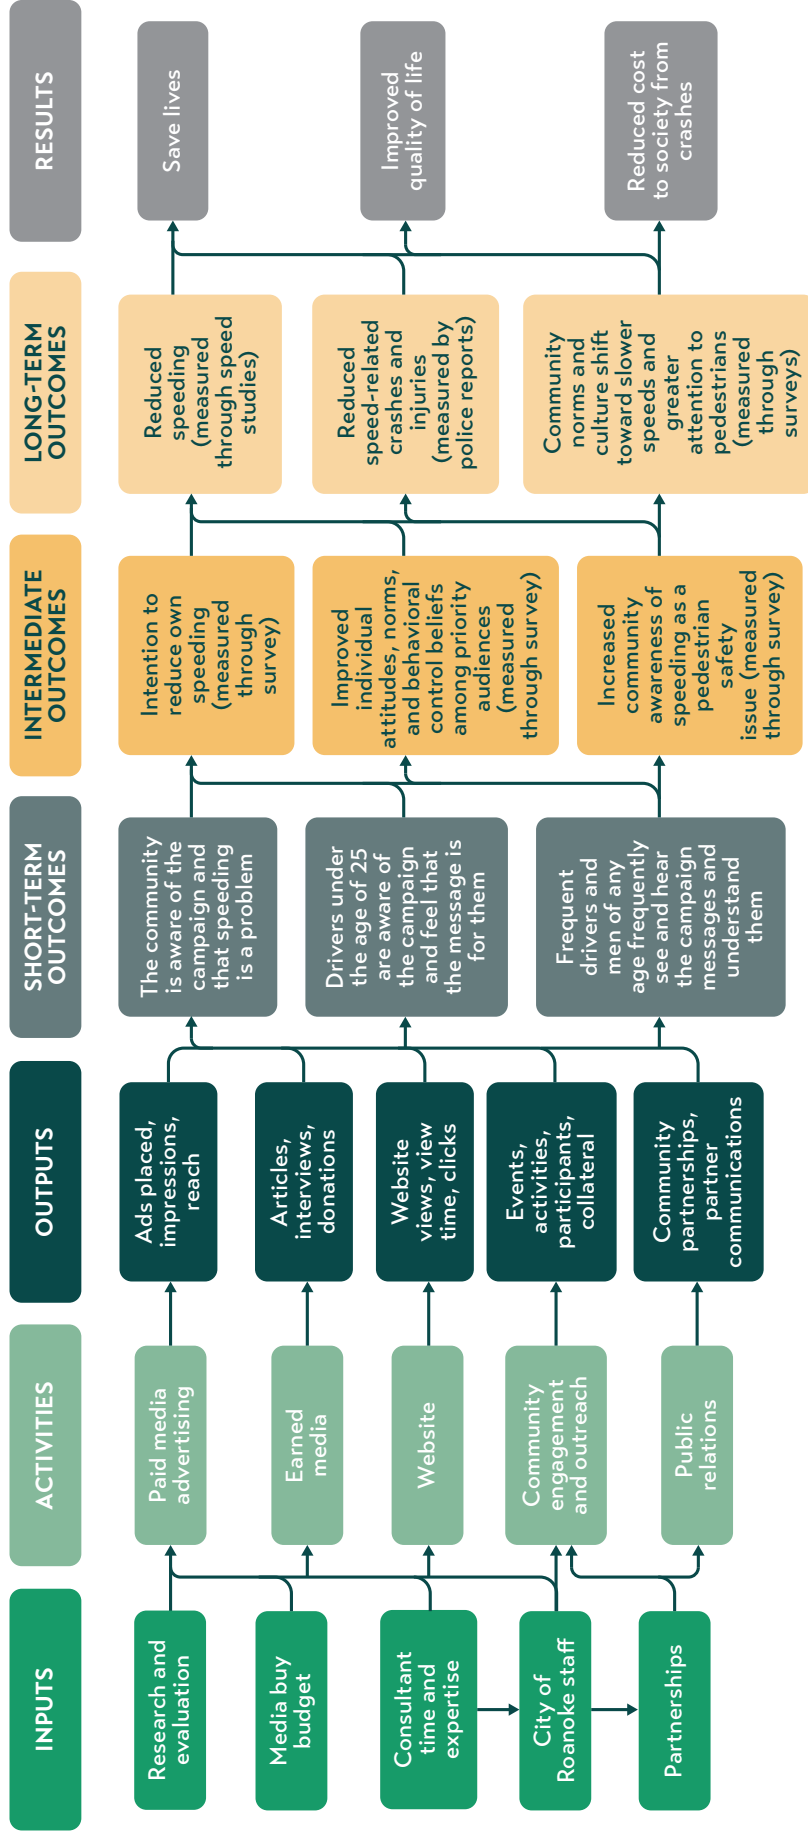 INPUTS
Research and
evaluation
Media buy
budget
Consultant
time and
expertise
City of
Roanoke staff
Partnerships
ACTIVITIES
Paid media
advertising
Earned
media
Website
Community
engagement
and outreach
Public
relations
OUTPUTS
Ads placed,
impressions,
reach
Articles,
interviews,
donations
Website
views, view
time, clicks
Events,
activities,
participants,
collateral
Community
partnerships,
partner
communications
SHORT-TERM
OUTCOMES
The community
is aware of the
campaign and
that speeding
is a problem
Drivers under
the age of 25
are aware of
the campaign
and feel that
the message is
for them
Frequent
drivers and
men of any
age frequently
see and hear
the campaign
messages and
understand
them
INTERMEDIATE
OUTCOMES
Intention to
reduce own
speeding
(measured
through
survey)
Improved
individual
attitudes, norms,
and behavioral
control beliefs
among priority
audiences
(measured
through survey)
Increased
community
awareness of
speeding as a
pedestrian
safety
issue (measured
through survey)
LONG-TERM
OUTCOMES
Reduced
speeding
(measured
through speed
studies)
Reduced
speed-related
crashes and
injuries
(measured by
police reports)
Community
norms and
culture shift
toward slower
speeds and
greater
attention to
pedestrians
(measured
through
surveys)
RESULTS
Save lives
Improved
quality of life
Reduced cost
to society from
crashes